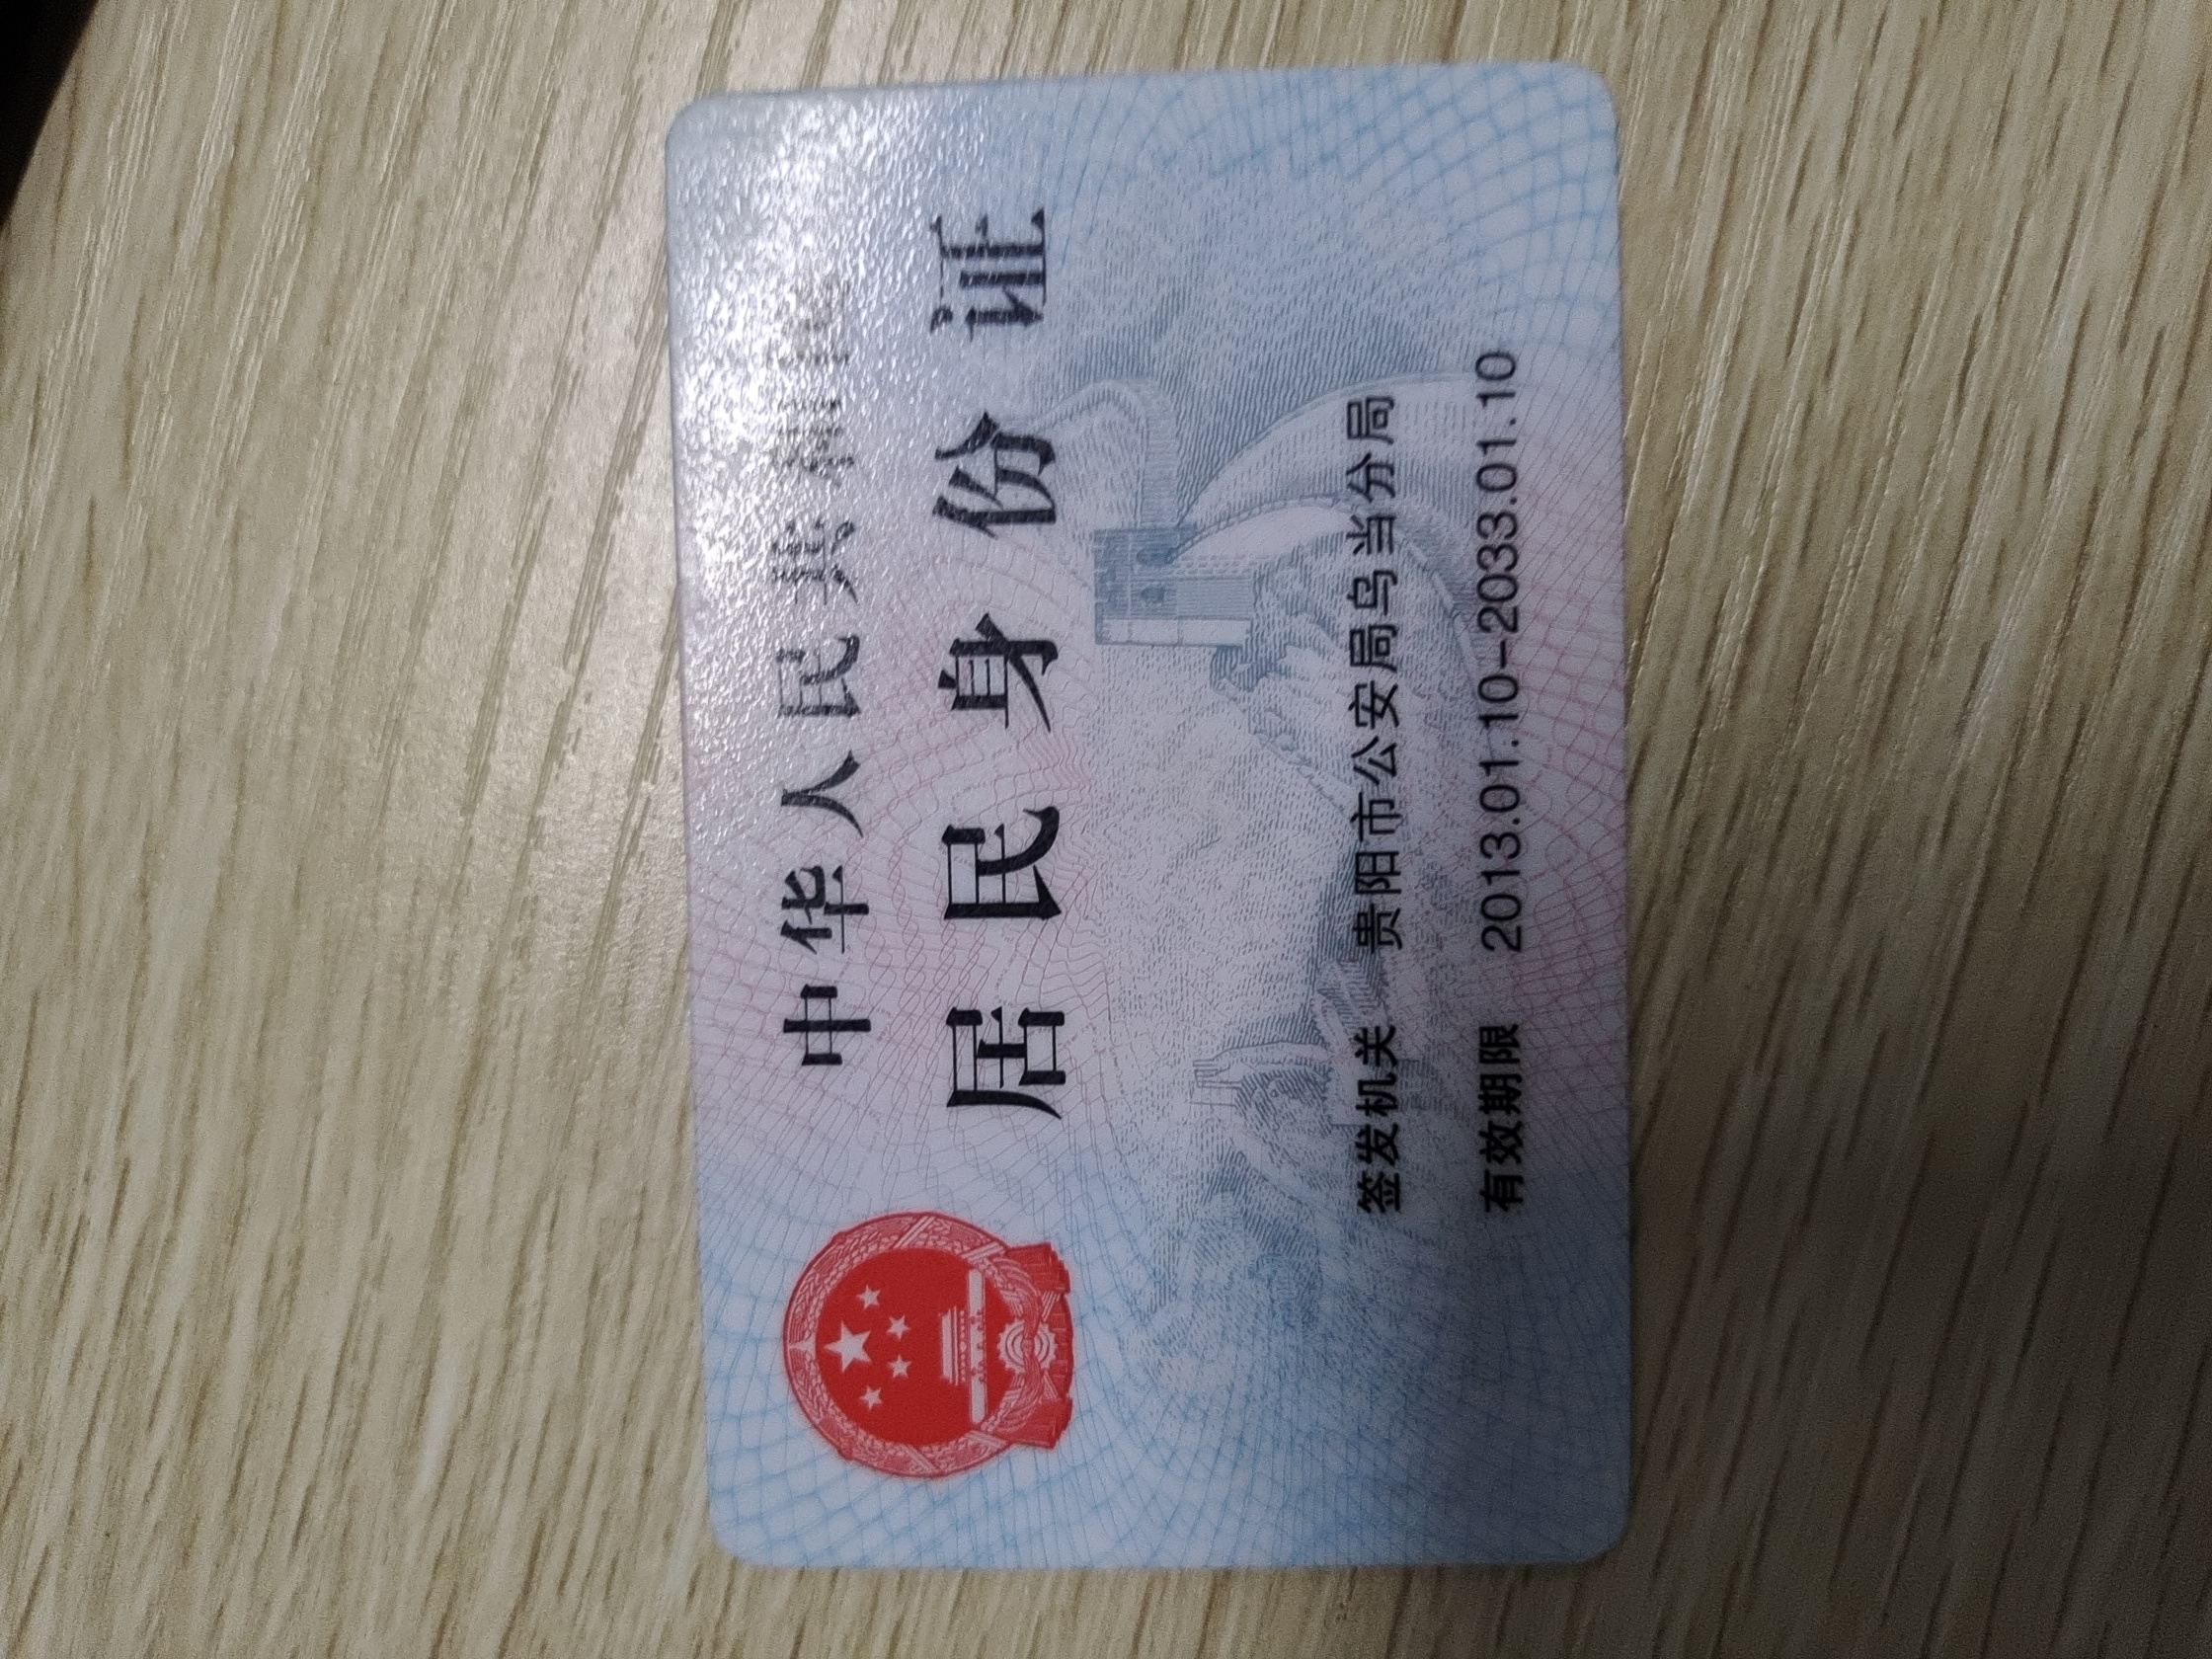 中华人民共和国
居民身份证
签发机关 贵阳市公安局乌当分局
有效期限 2013.01.10-2033.01.10